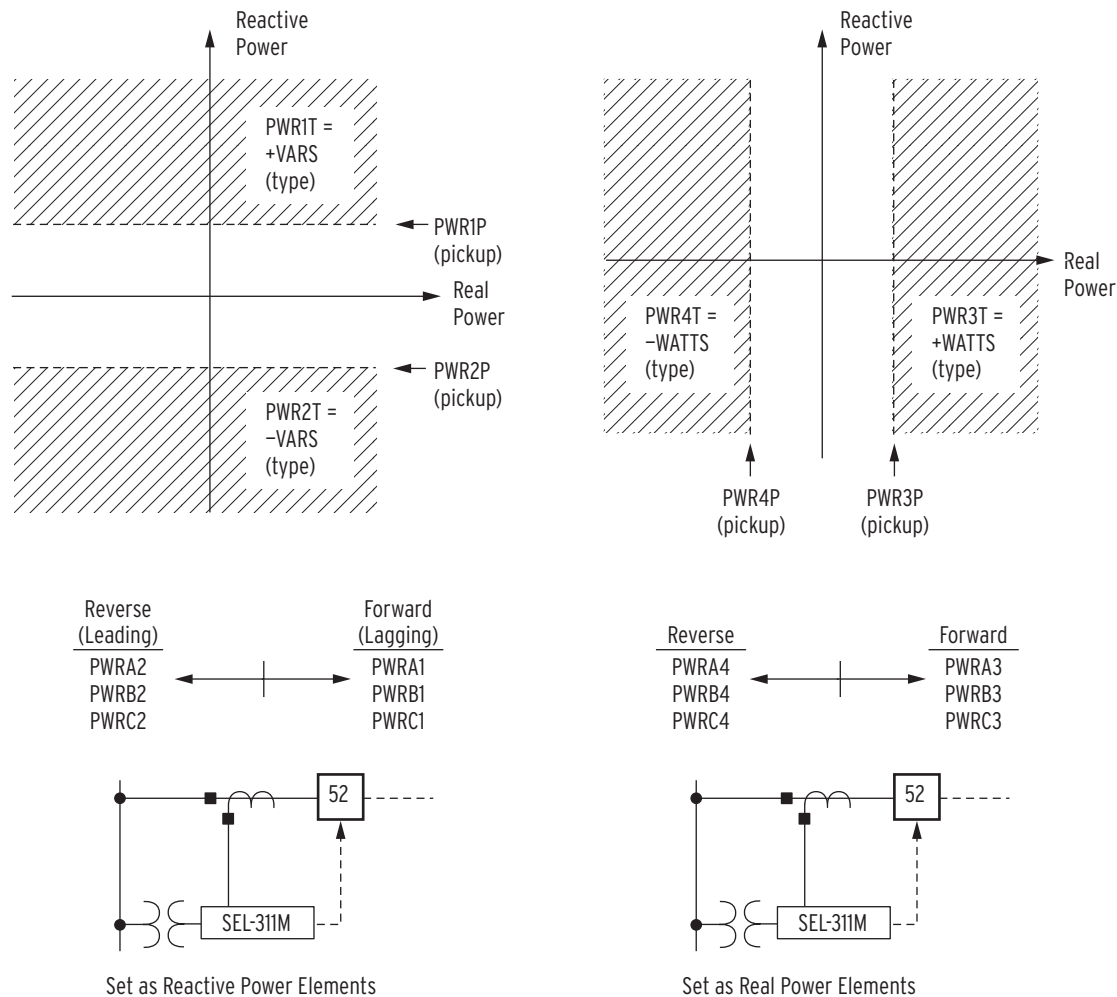 Reactive
Power
PWR1T =
+VARS
(type)
PWR1P
(pickup)
Real
Power
PWR2P
(pickup)
PWR2T =
–VARS
(type)
Reactive
Power
Real
Power
PWR4T =
–WATTS
(type)
PWR3T =
+WATTS
(type)
PWR4P
(pickup)
PWR3P
(pickup)
Reverse
(Leading)
PWRA2
PWRB2
PWRC2
Forward
(Lagging)
PWRA1
PWRB1
PWRC1
52
SEL-311M
Set as Reactive Power Elements
Reverse
PWRA4
PWRB4
PWRC4
Forward
PWRA3
PWRB3
PWRC3
52
SEL-311M
Set as Real Power Elements